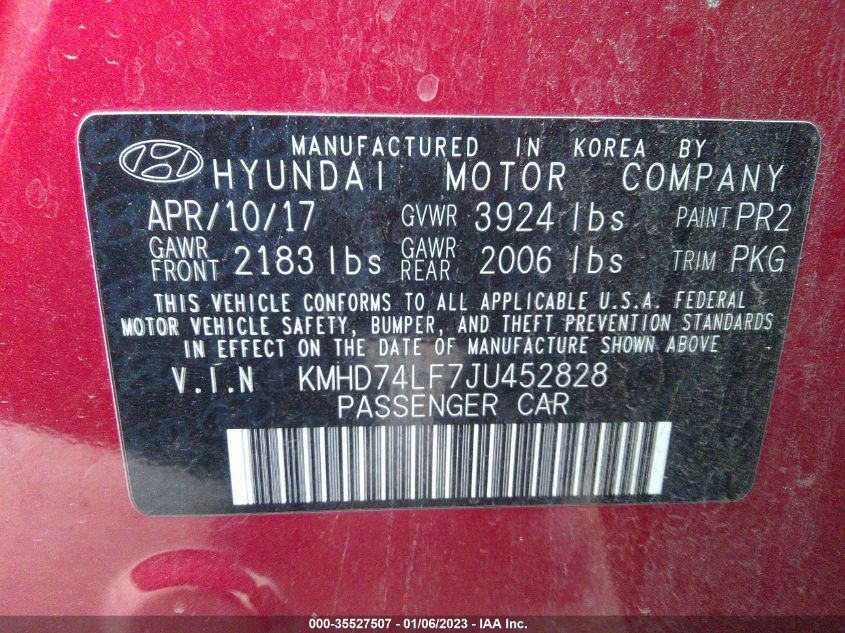 MANUFACTURED IN KOREA BY
HYUNDAI MOTOR COMPANY
APR/10/17 GVWR 3924 lbs PAINT PR2
GAWR FRONT 2183 lbs GAWR REAR 2006 lbs TRIM PKG
THIS VEHICLE CONFORMS TO ALL APPLICABLE U.S.A. FEDERAL
MOTOR VEHICLE SAFETY, BUMPER, AND THEFT PREVENTION STANDARDS
IN EFFECT ON THE DATE OF MANUFACTURE SHOWN ABOVE
V.I.N KMHD74LF7JU452828
PASSENGER CAR
000-35527507 - 01/06/2023 - IAA Inc.